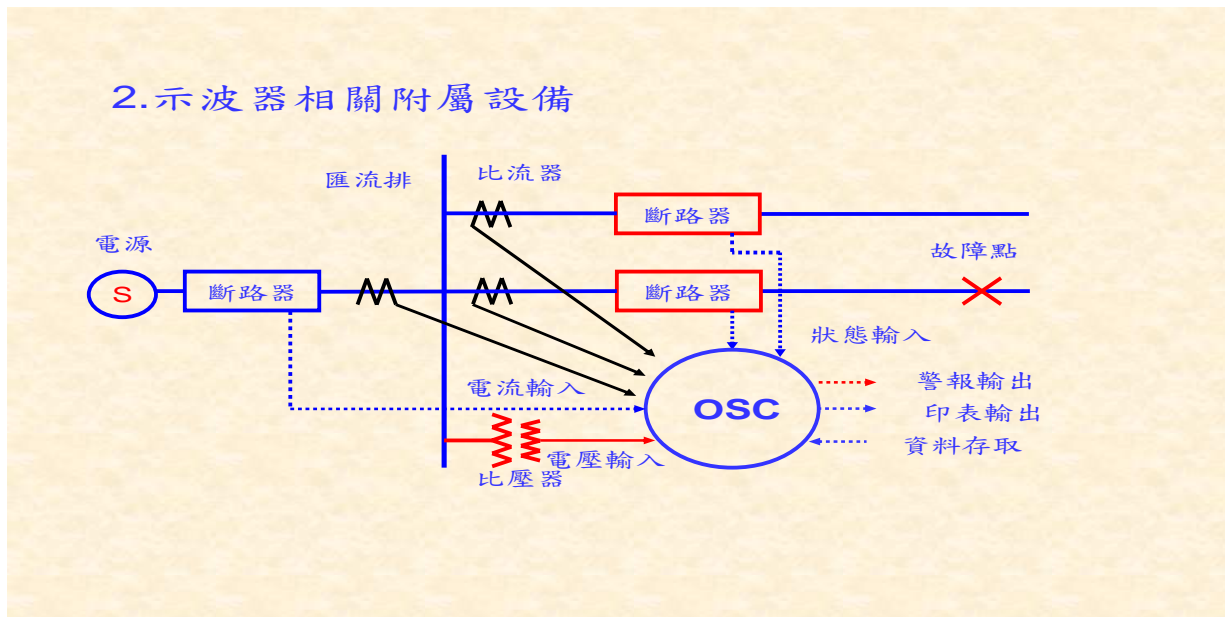 2.示波器相關附屬設備
匯流排
比流器
斷路器
電源
故障點
S
斷路器
斷路器
狀態輸入
電流輸入
OSC
警報輸出
印表輸出
資料存取
電壓輸入
比壓器